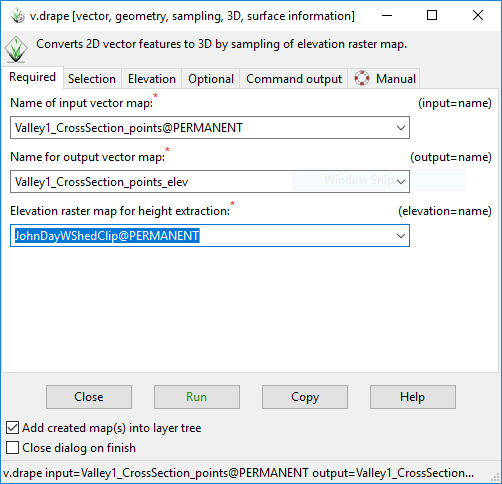 v.drape [vector, geometry, sampling, 3D, surface information]
Converts 2D vector features to 3D by sampling of elevation raster map.
Required Selection Elevation Optional Command output Manual
Name of input vector map:* (input=name)
Valley1_CrossSection_points@PERMANENT
Name for output vector map:* (output=name)
Valley1_CrossSection_points_elev
Window Snip
Elevation raster map for height extraction:* (elevation=name)
JohnDayWShedClip@PERMANENT
Close Run Copy Help
Add created map(s) into layer tree
Close dialog on finish
v.drape input=Valley1_CrossSection_points@PERMANENT output=Valley1_CrossSection...